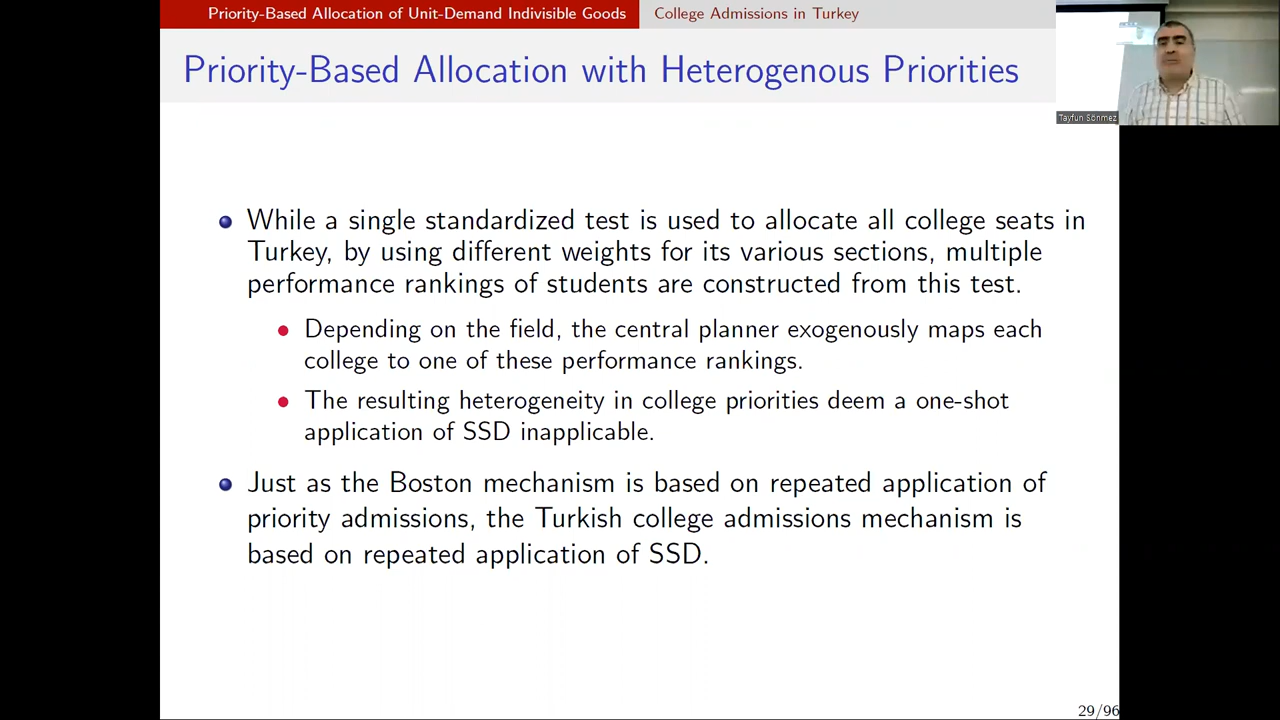 Priority-Based Allocation of Unit-Demand Indivisible Goods
College Admissions in Turkey
Priority-Based Allocation with Heterogenous Priorities
Tayfun Sönmez
While a single standardized test is used to allocate all college seats in
Turkey, by using different weights for its various sections, multiple
performance rankings of students are constructed from this test.
Depending on the field, the central planner exogenously maps each
college to one of these performance rankings.
The resulting heterogeneity in college priorities deem a one-shot
application of SSD inapplicable.
Just as the Boston mechanism is based on repeated application of
priority admissions, the Turkish college admissions mechanism is
based on repeated application of SSD.
29/96